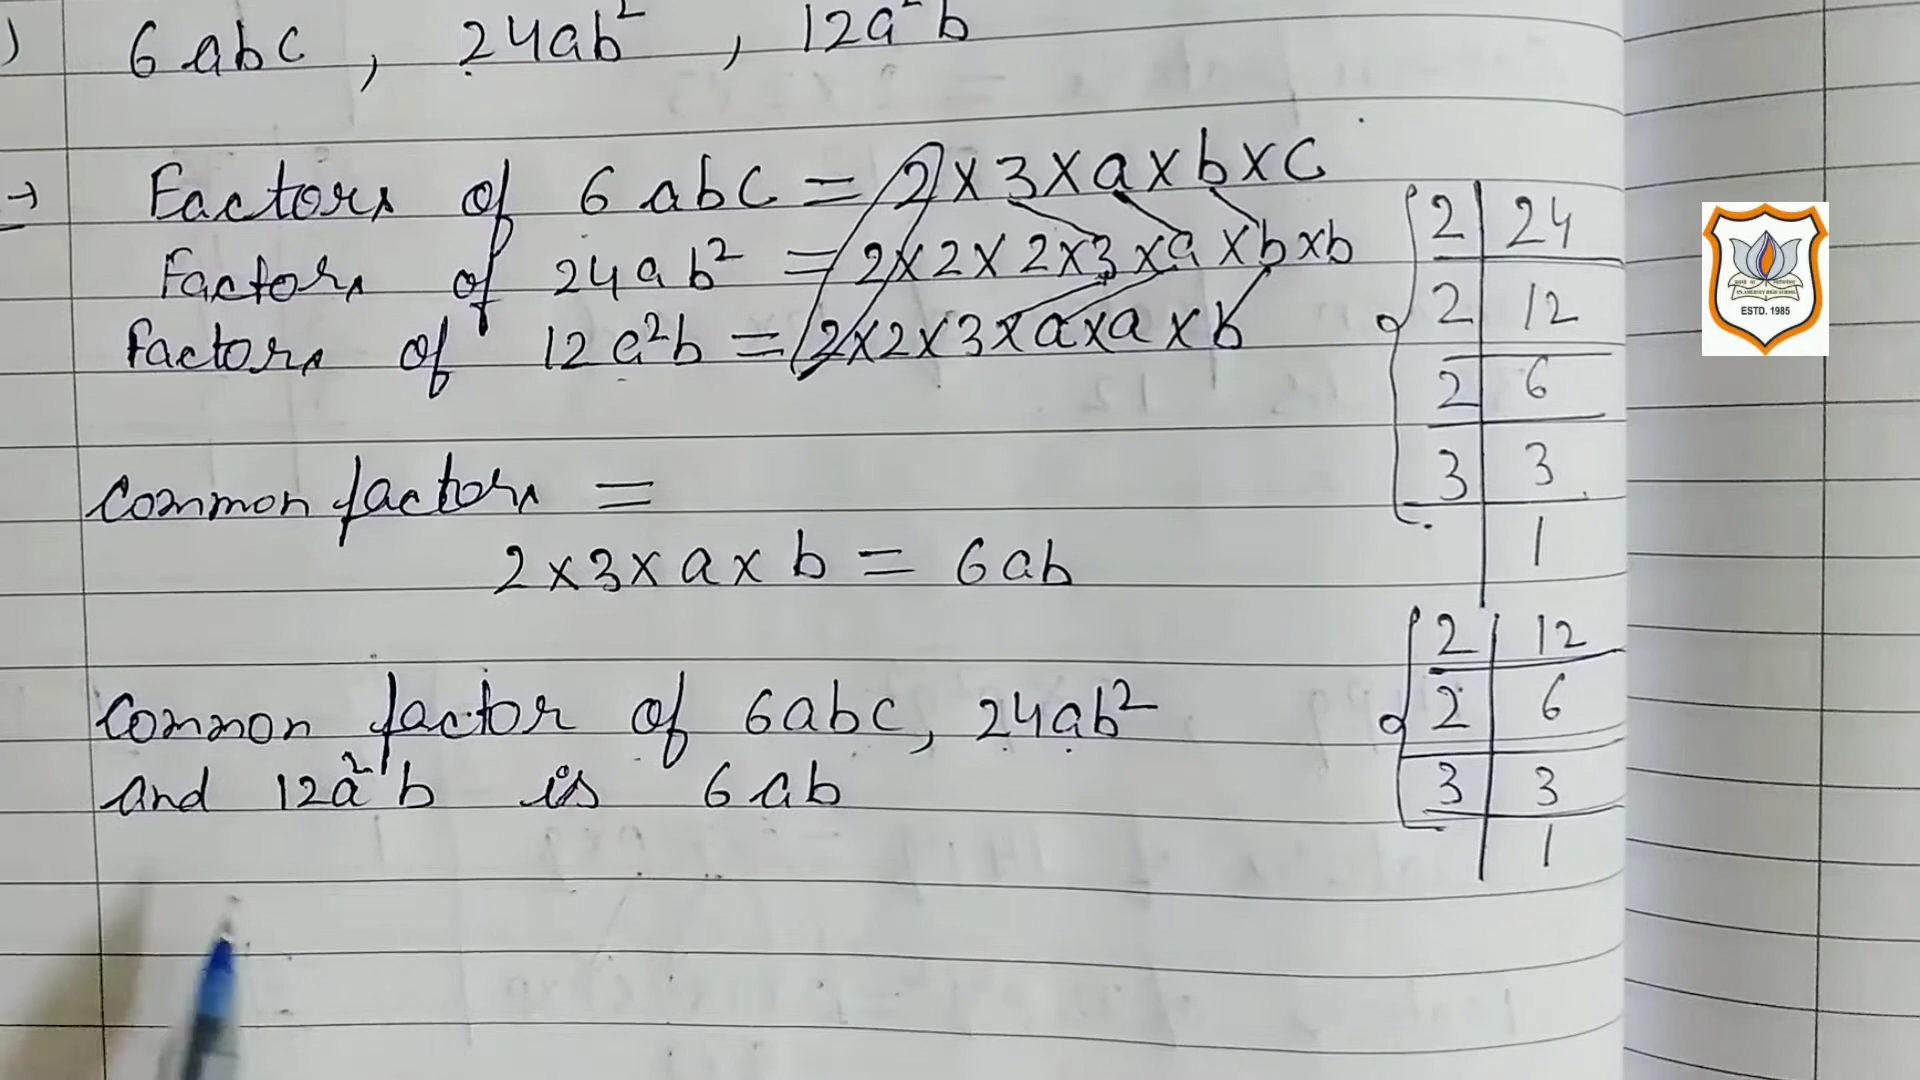 ) 6abc, 24ab², 12a²b
→ Factors of 6abc = 2×3×a×b×c
Factors of 24ab² = 2×2×2×3×a×b×b
Factors of 12a²b = 2×2×3×a×a×b
Common factors =
2×3×a×b = 6ab
Common factor of 6abc, 24ab²
and 12a²b is 6ab
2 | 24
2 | 12
2 | 6
3 | 3
| 1
2 | 12
2 | 6
3 | 3
| 1
ESTD. 1985